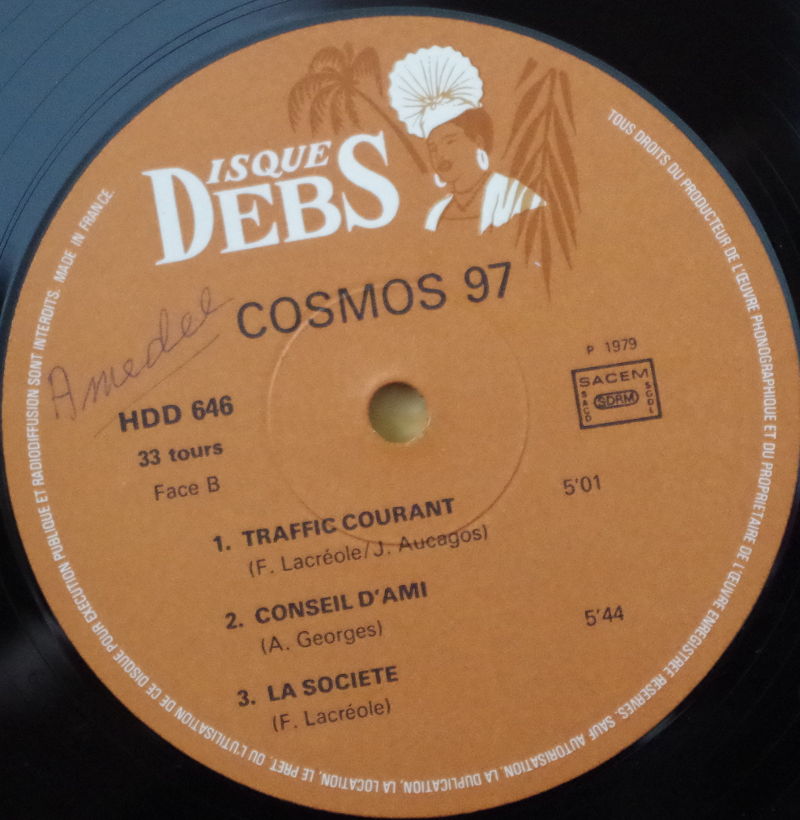 DISQUE
DEBS
COSMOS 97
Amedee
HDD 646
33 tours
Face B
P 1979
SACEM
SACD SDRM SGDL
1. TRAFFIC COURANT 5'01
(F. Lacréole/J. Aucagos)
2. CONSEIL D'AMI
(A. Georges) 5'44
3. LA SOCIETE
(F. Lacréole)
TOUS DROITS DU PRODUCTEUR DE L'ŒUVRE PHONOGRAPHIQUE ET DU PROPRIETAIRE DE L'ŒUVRE ENREGISTREE RESERVES. SAUF AUTORISATION, LA DUPLICATION, LA LOCATION, LE PRET, OU L'UTILISATION DE CE DISQUE POUR EXECUTION PUBLIQUE ET RADIODIFFUSION SONT INTERDITS. MADE IN FRANCE.